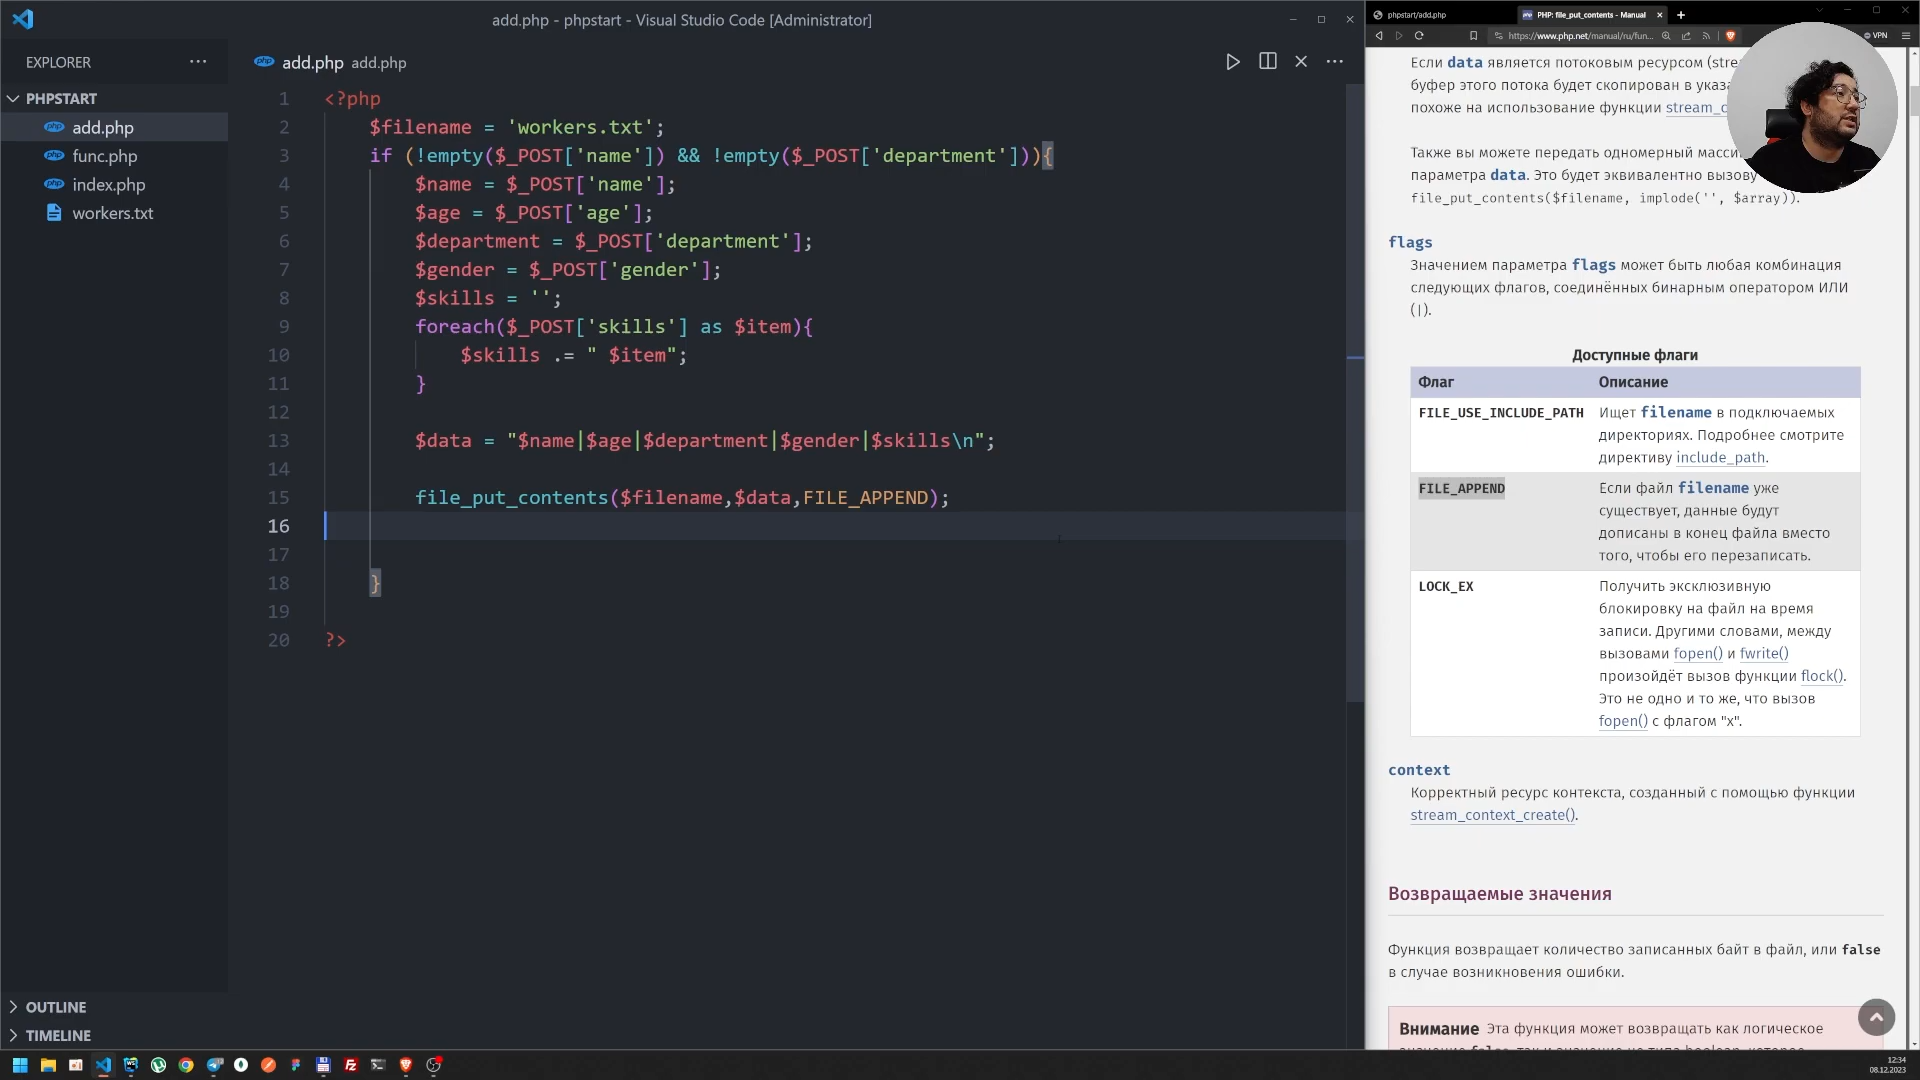 add.php - phpstart - Visual Studio Code [Administrator]
EXPLORER
PHPSTART
add.php
func.php
index.php
workers.txt
OUTLINE
TIMELINE
add.php add.php
1 <?php
2 $filename = 'workers.txt';
3 if (!empty($_POST['name']) && !empty($_POST['department'])){
4 $name = $_POST['name'];
5 $age = $_POST['age'];
6 $department = $_POST['department'];
7 $gender = $_POST['gender'];
8 $skills = '';
9 foreach($_POST['skills'] as $item){
10 $skills .= " $item";
11 }
12
13 $data = "$name|$age|$department|$gender|$skills\n";
14
15 file_put_contents($filename,$data,FILE_APPEND);
16
17
18 }
19
20 ?>
phpstart/add.php
PHP: file_put_contents - Manual
https://www.php.net/manual/ru/fun...
VPN
Если data является потоковым ресурсом (stre
буфер этого потока будет скопирован в указа
похоже на использование функции stream_c
Также вы можете передать одномерный масси
параметра data. Это будет эквивалентно вызову
file_put_contents($filename, implode('', $array)).
flags
Значением параметра flags может быть любая комбинация
следующих флагов, соединённых бинарным оператором ИЛИ
(|).
Доступные флаги
Флаг Описание
FILE_USE_INCLUDE_PATH Ищет filename в подключаемых
директориях. Подробнее смотрите
директиву include_path.
FILE_APPEND Если файл filename уже
существует, данные будут
дописаны в конец файла вместо
того, чтобы его перезаписать.
LOCK_EX Получить эксклюзивную
блокировку на файл на время
записи. Другими словами, между
вызовами fopen() и fwrite()
произойдёт вызов функции flock().
Это не одно и то же, что вызов
fopen() с флагом "x".
context
Корректный ресурс контекста, созданный с помощью функции
stream_context_create().
Возвращаемые значения
Функция возвращает количество записанных байт в файл, или false
в случае возникновения ошибки.
Внимание Эта функция может возвращать как логическое
12:34
08.12.2023